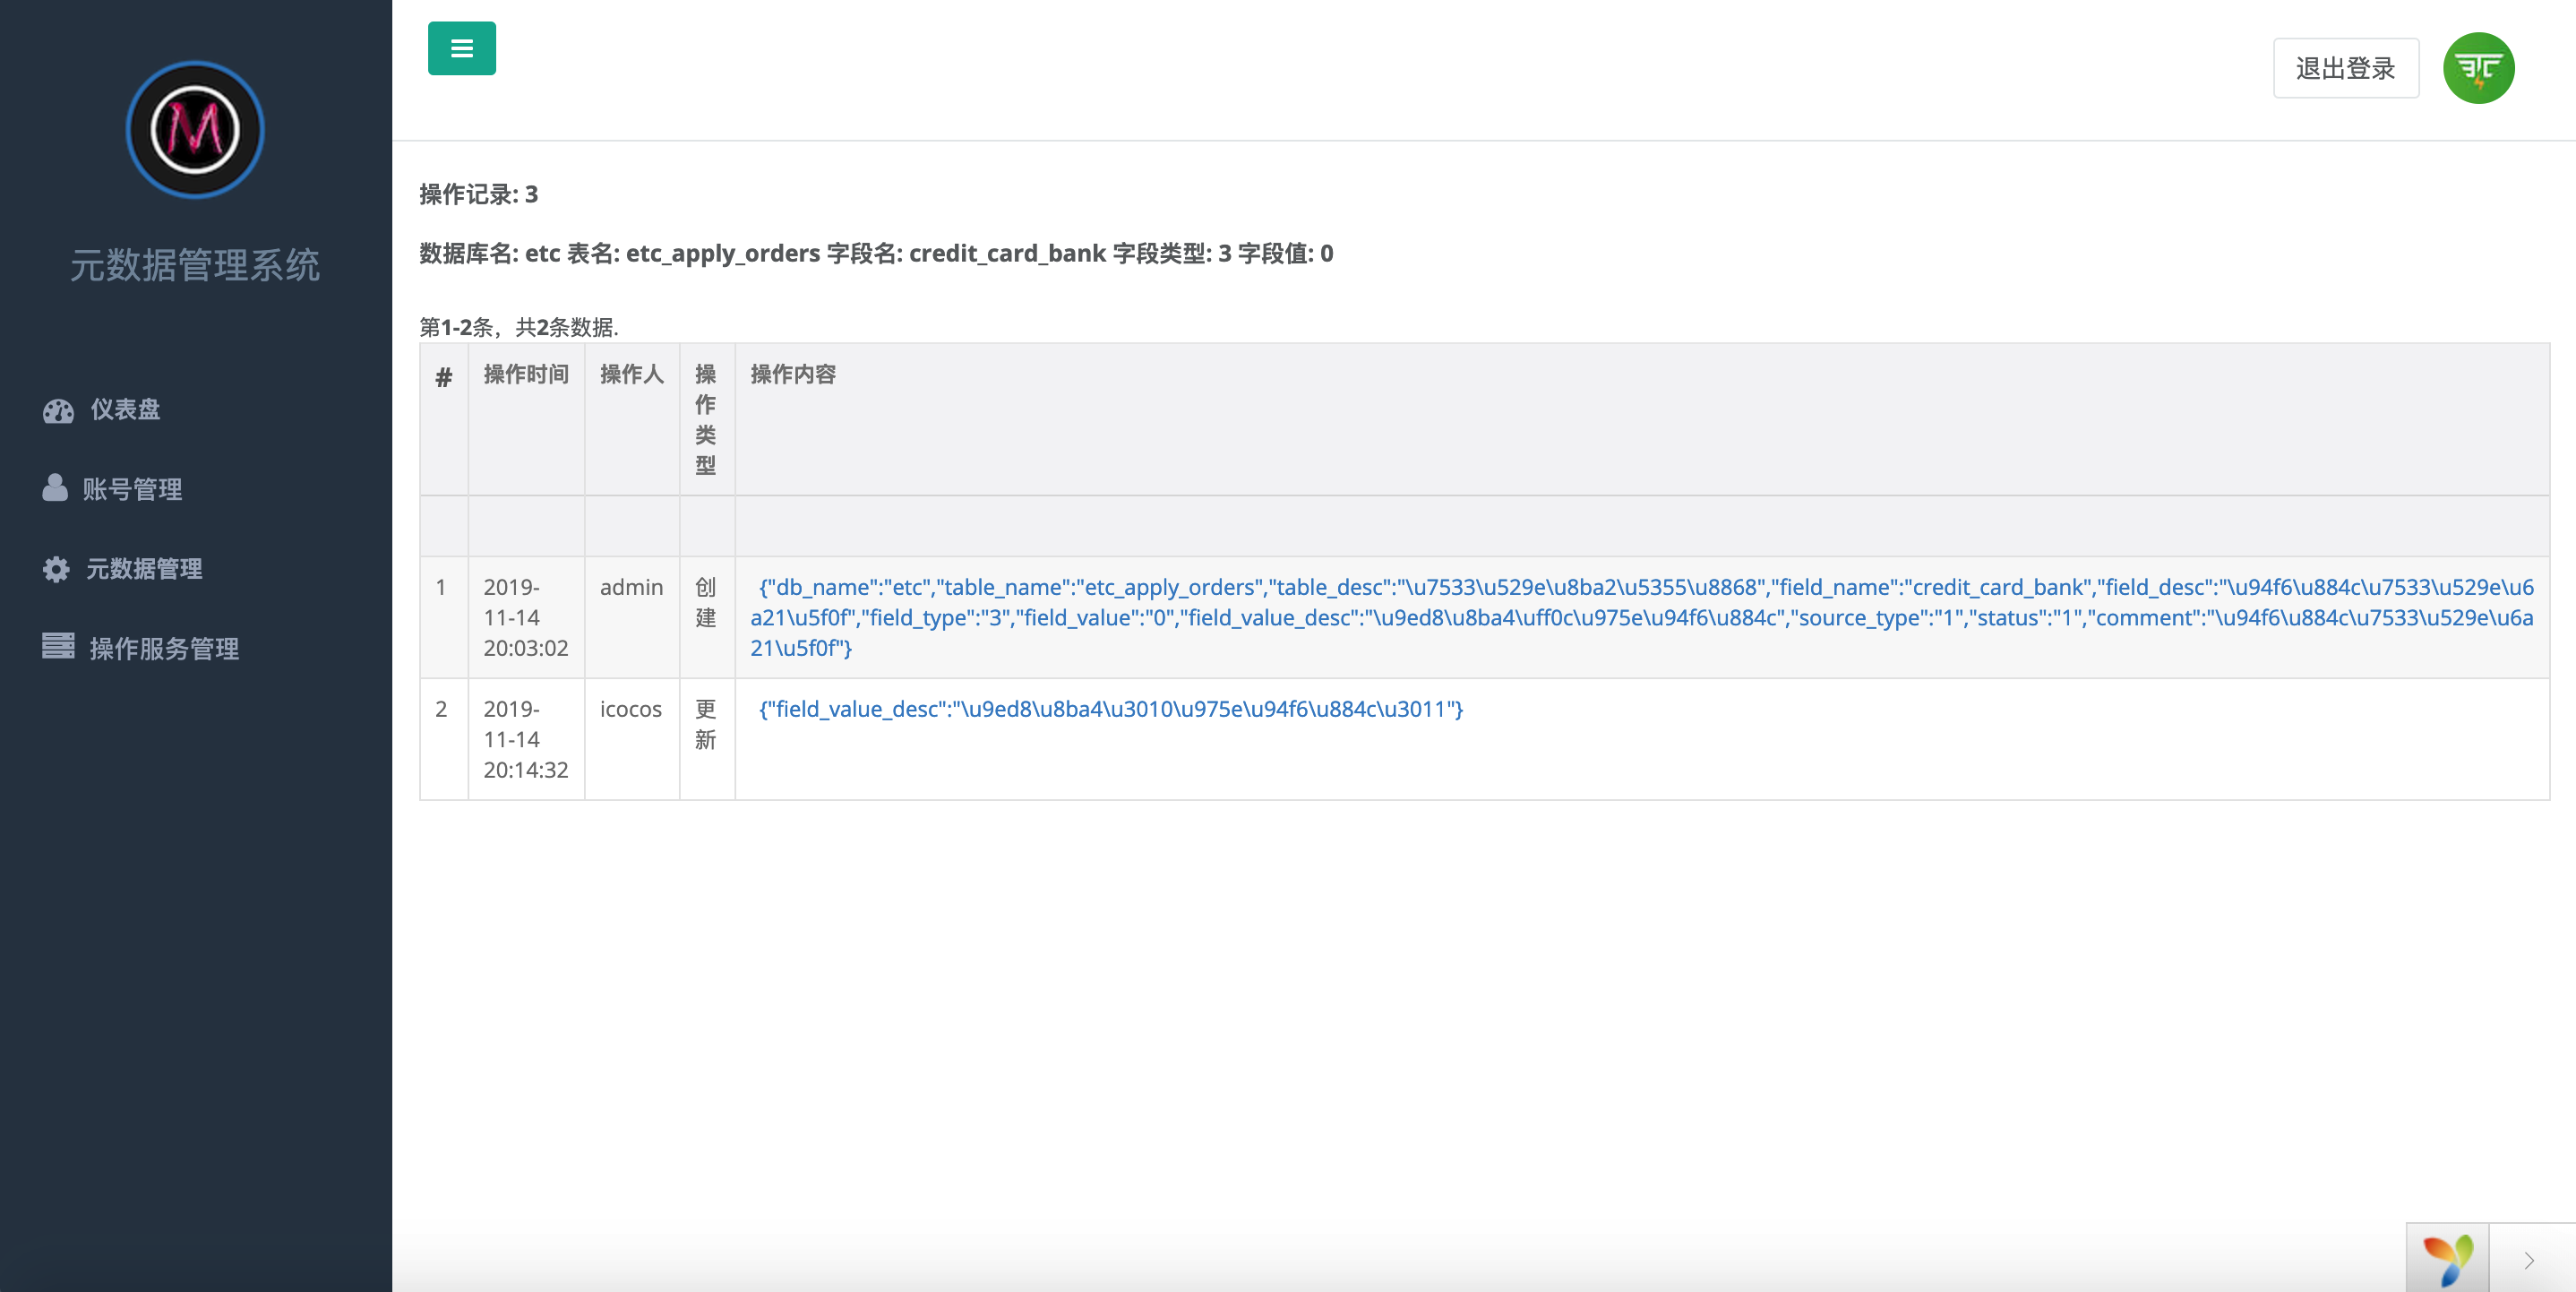 M
元数据管理系统
仪表盘
账号管理
元数据管理
操作服务管理
退出登录
操作记录: 3
数据库名: etc 表名: etc_apply_orders 字段名: credit_card_bank 字段类型: 3 字段值: 0
第1-2条，共2条数据.
#
操作时间
操作人
操
作
类
型
操作内容
1
2019-
11-14
20:03:02
admin
创
建
{"db_name":"etc","table_name":"etc_apply_orders","table_desc":"\u7533\u529e\u8ba2\u5355\u8868","field_name":"credit_card_bank","field_desc":"\u94f6\u884c\u7533\u529e\u6
a21\u5f0f","field_type":"3","field_value":"0","field_value_desc":"\u9ed8\u8ba4\uff0c\u975e\u94f6\u884c","source_type":"1","status":"1","comment":"\u94f6\u884c\u7533\u529e\u6a
21\u5f0f"}
2
2019-
11-14
20:14:32
icocos
更
新
{"field_value_desc":"\u9ed8\u8ba4\u3010\u975e\u94f6\u884c\u3011"}